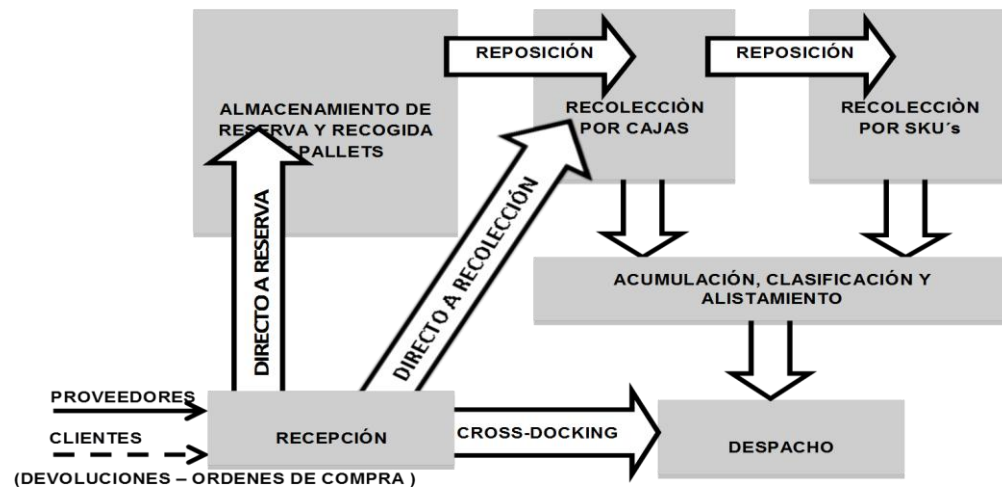 REPOSICIÓN
REPOSICIÓN
ALMACENAMIENTO DE
RESERVA Y RECOGIDA
PALLETS
RECOLECCIÒN
POR CAJAS
RECOLECCIÒN
POR SKU´s
DIRECTO A RESERVA
DIRECTO A RECOLECCIÓN
ACUMULACIÓN, CLASIFICACIÓN Y
ALISTAMIENTO
PROVEEDORES
CLIENTES
(DEVOLUCIONES – ORDENES DE COMPRA )
RECEPCIÓN
CROSS-DOCKING
DESPACHO